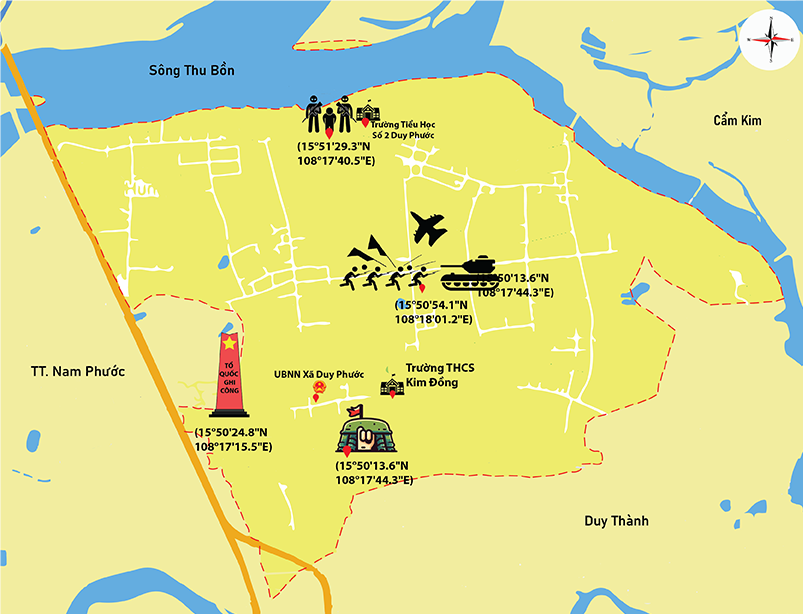 Sông Thu Bồn
Cẩm Kim
Trường Tiểu Học
Số 2 Duy Phước
(15°51'29.3"N
108°17'40.5"E)
50'13.6"N
108°17'44.3"E)
(15°50'54.1"N
108°18'01.2"E)
TT. Nam Phước
TỔ
QUỐC
GHI
CÔNG
UBNN Xã Duy Phước
Trường THCS
Kim Đồng
(15°50'24.8"N
108°17'15.5"E)
(15°50'13.6"N
108°17'44.3"E)
Duy Thành